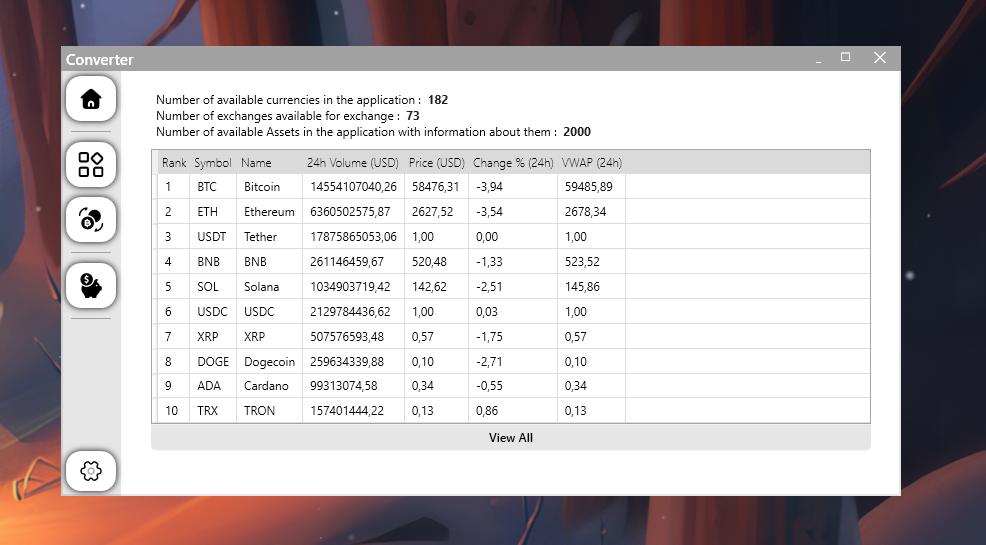 Converter
Number of available currencies in the application : 182
Number of exchanges available for exchange : 73
Number of available Assets in the application with information about them : 2000
Rank Symbol Name 24h Volume (USD) Price (USD) Change % (24h) VWAP (24h)
1 BTC Bitcoin 14554107040,26 58476,31 -3,94 59485,89
2 ETH Ethereum 6360502575,87 2627,52 -3,54 2678,34
3 USDT Tether 17875865053,06 1,00 0,00 1,00
4 BNB BNB 261146459,67 520,48 -1,33 523,52
5 SOL Solana 1034903719,42 142,62 -2,51 145,86
6 USDC USDC 2129784436,62 1,00 0,03 1,00
7 XRP XRP 507576593,48 0,57 -1,75 0,57
8 DOGE Dogecoin 259634339,88 0,10 -2,71 0,10
9 ADA Cardano 99313074,58 0,34 -0,55 0,34
10 TRX TRON 157401444,22 0,13 0,86 0,13
View All